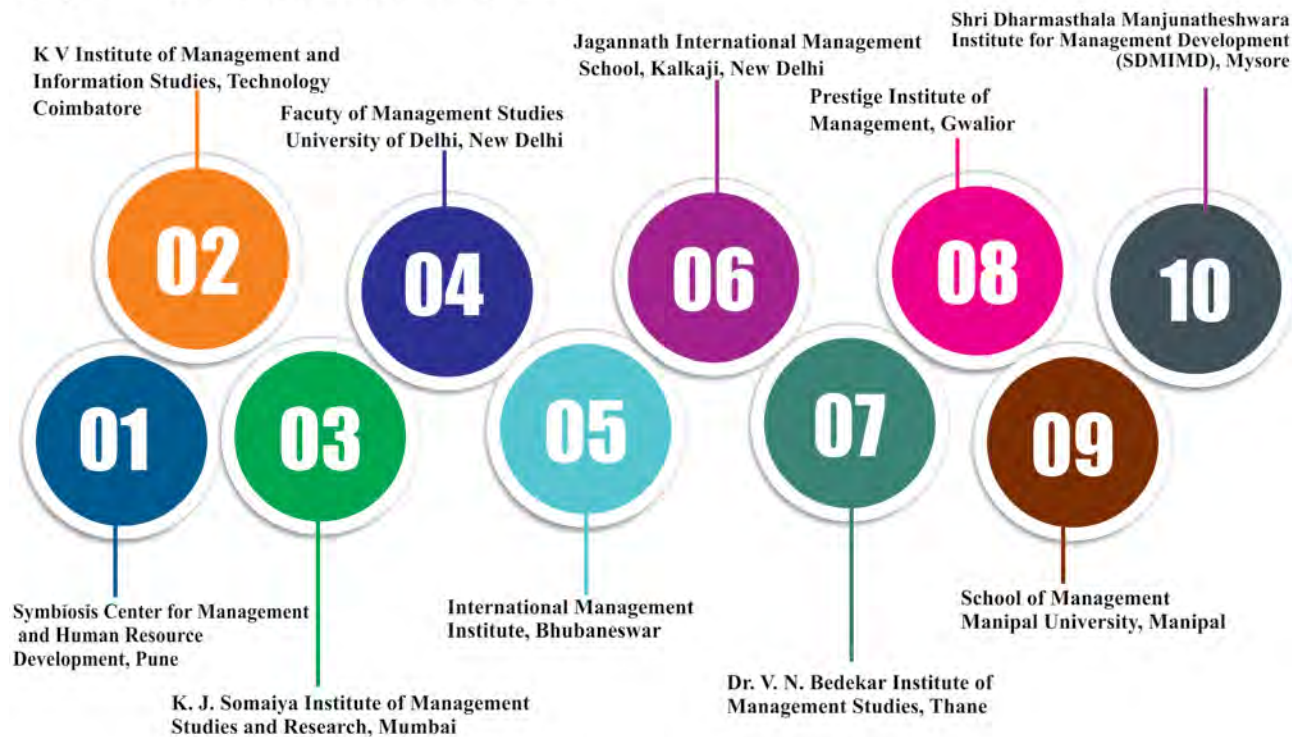 01
Symbiosis Center for Management
and Human Resource
Development, Pune
K V Institute of Management and
Information Studies, Technology
Coimbatore
02
03
K. J. Somaiya Institute of Management
Studies and Research, Mumbai
Facuty of Management Studies
University of Delhi, New Delhi
04
05
International Management
Institute, Bhubaneswar
Jagannath International Management
School, Kalkaji, New Delhi
06
07
Dr. V. N. Bedekar Institute of
Management Studies, Thane
Prestige Institute of
Management, Gwalior
08
09
School of Management
Manipal University, Manipal
Shri Dharmasthala Manjunatheshwara
Institute for Management Development
(SDMIMD), Mysore
10